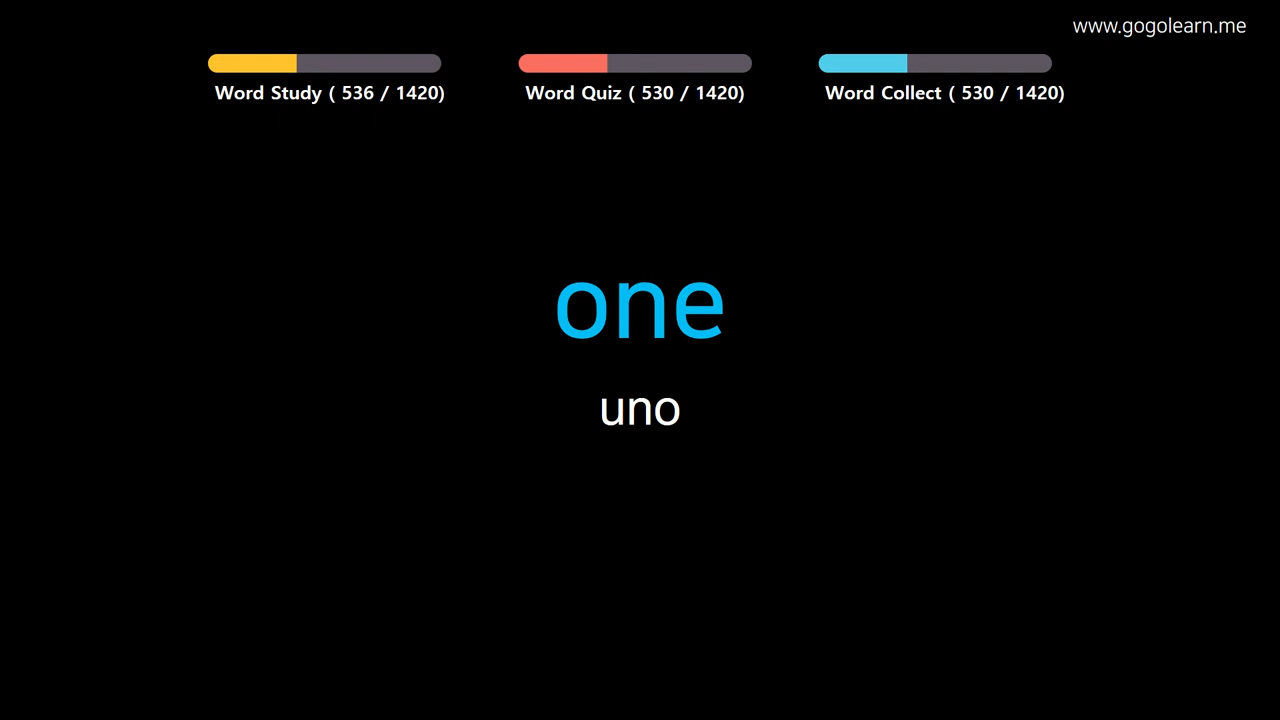 www.gogolearn.me
Word Study ( 536 / 1420)
Word Quiz ( 530 / 1420)
Word Collect ( 530 / 1420)
one
uno